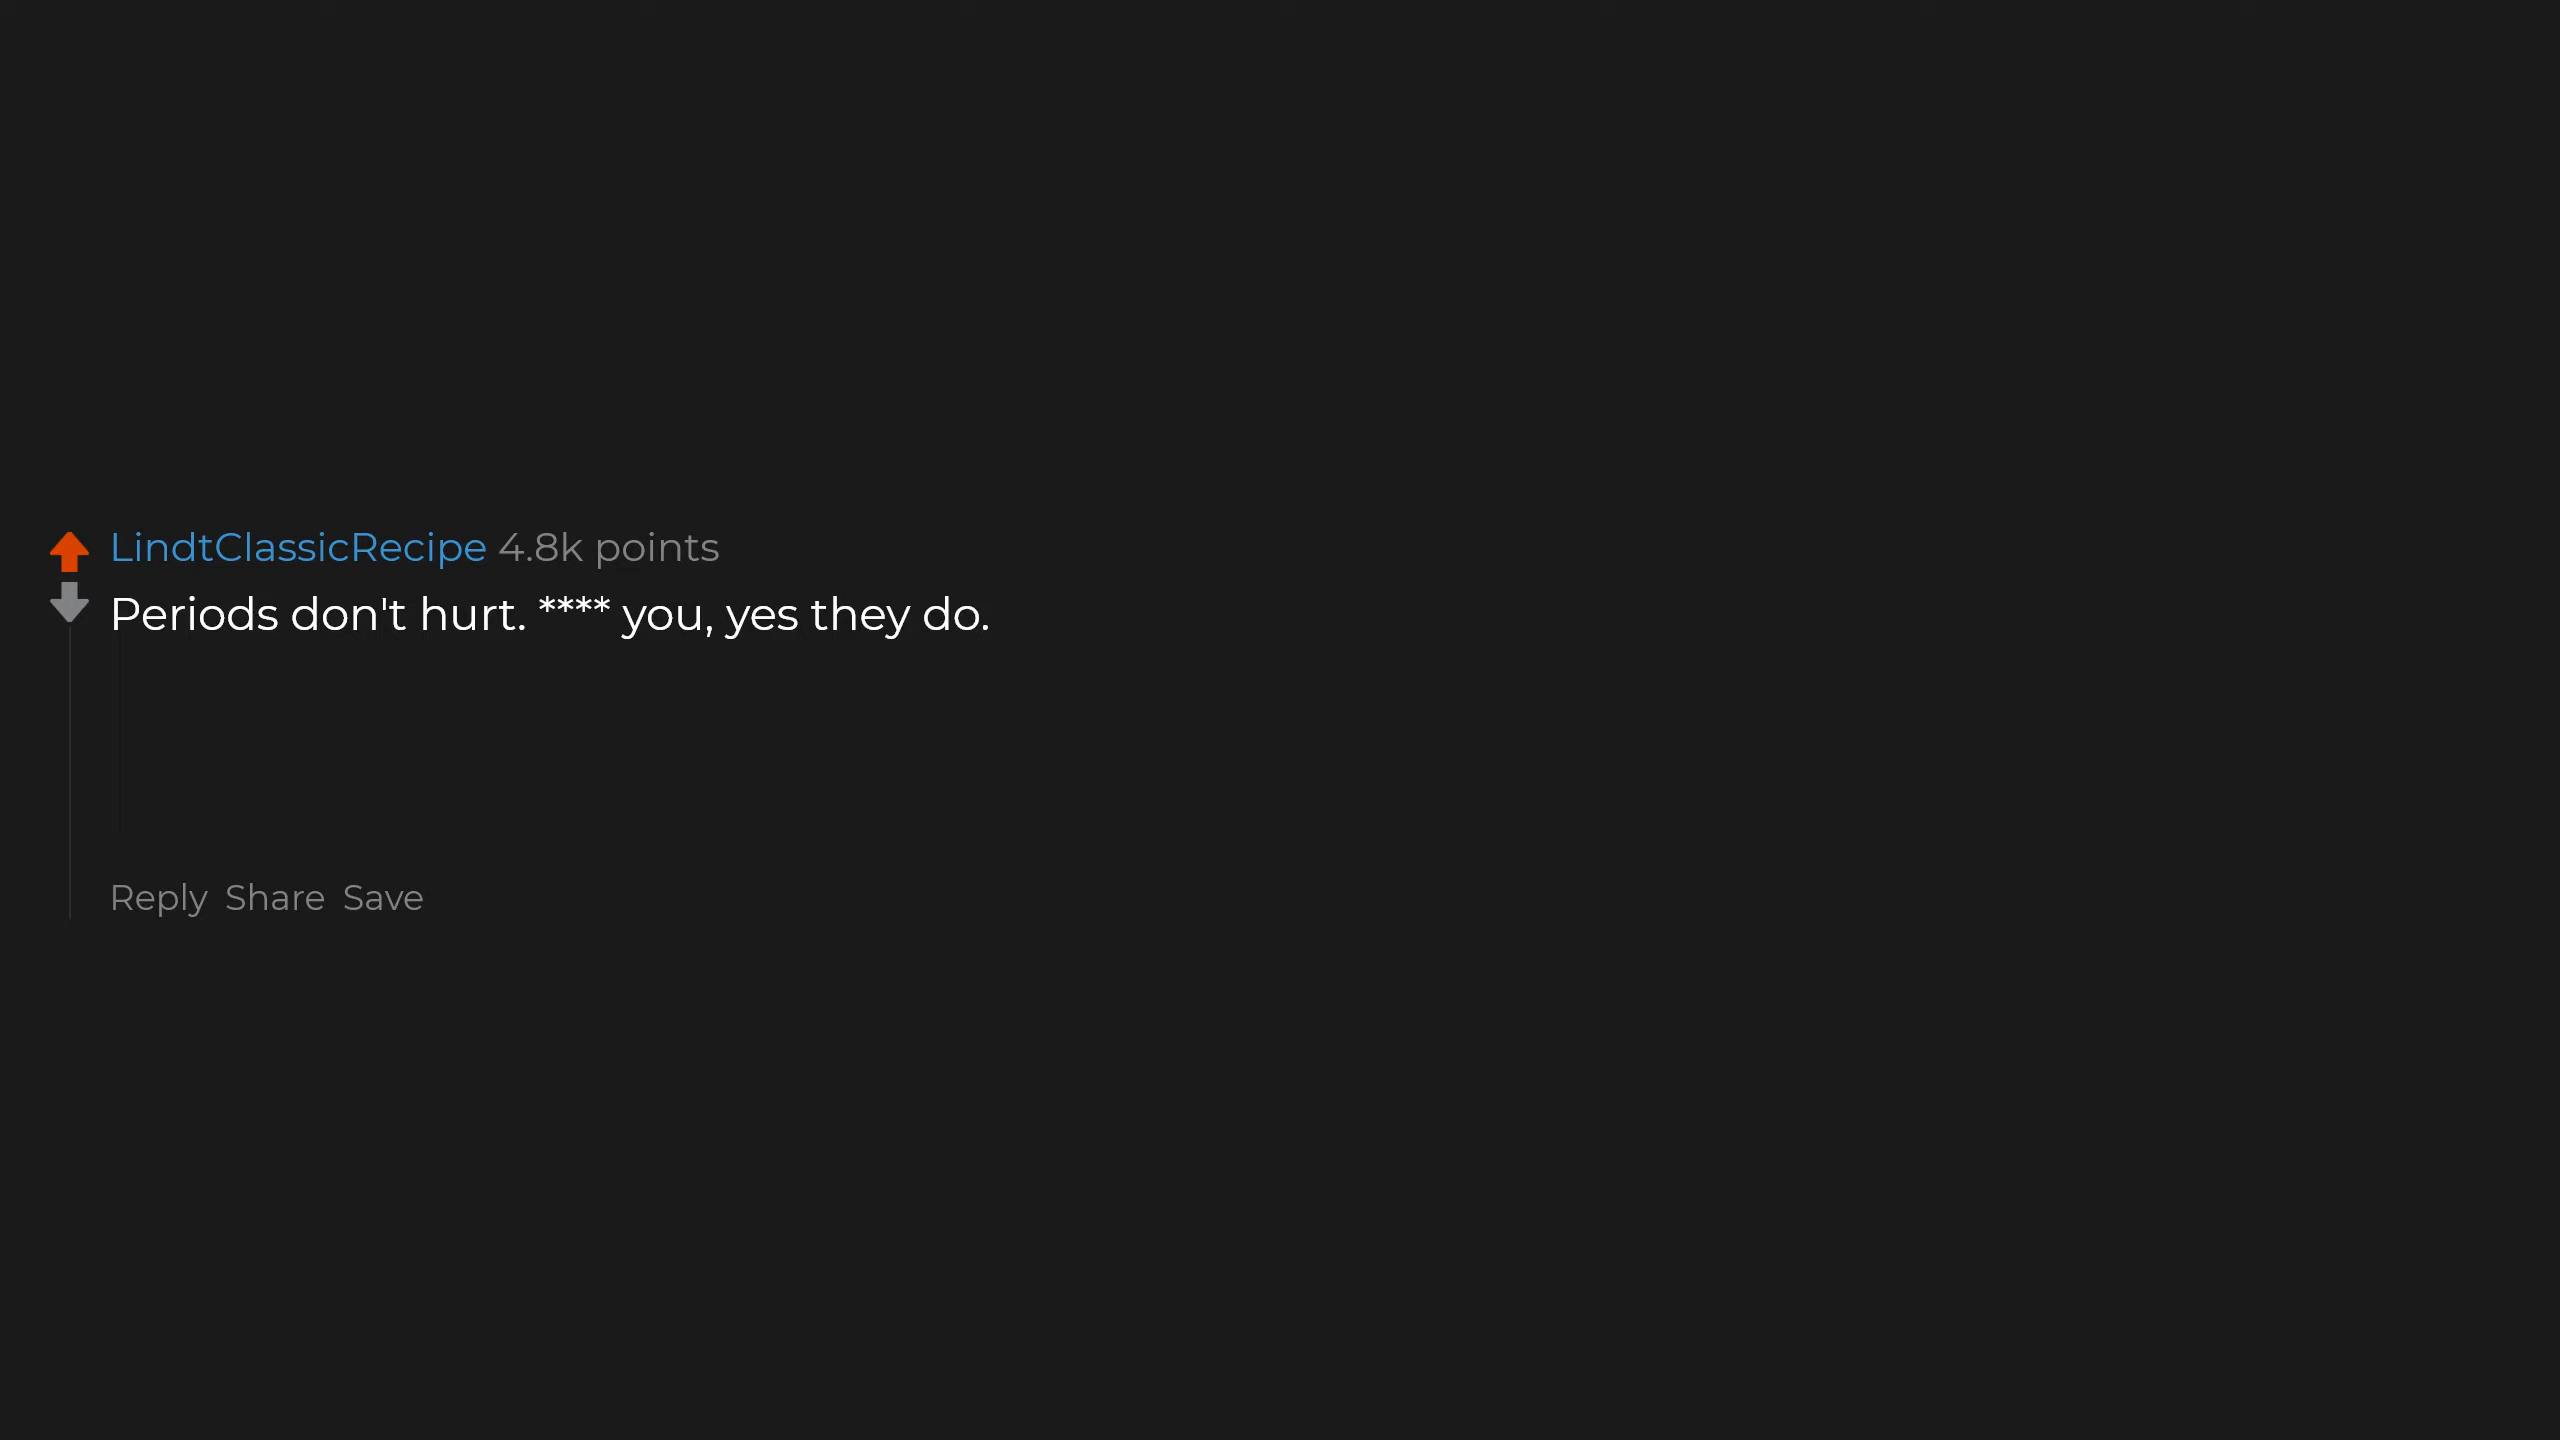 LindtClassicRecipe 4.8k points
Periods don't hurt. **** you, yes they do.
Reply Share Save